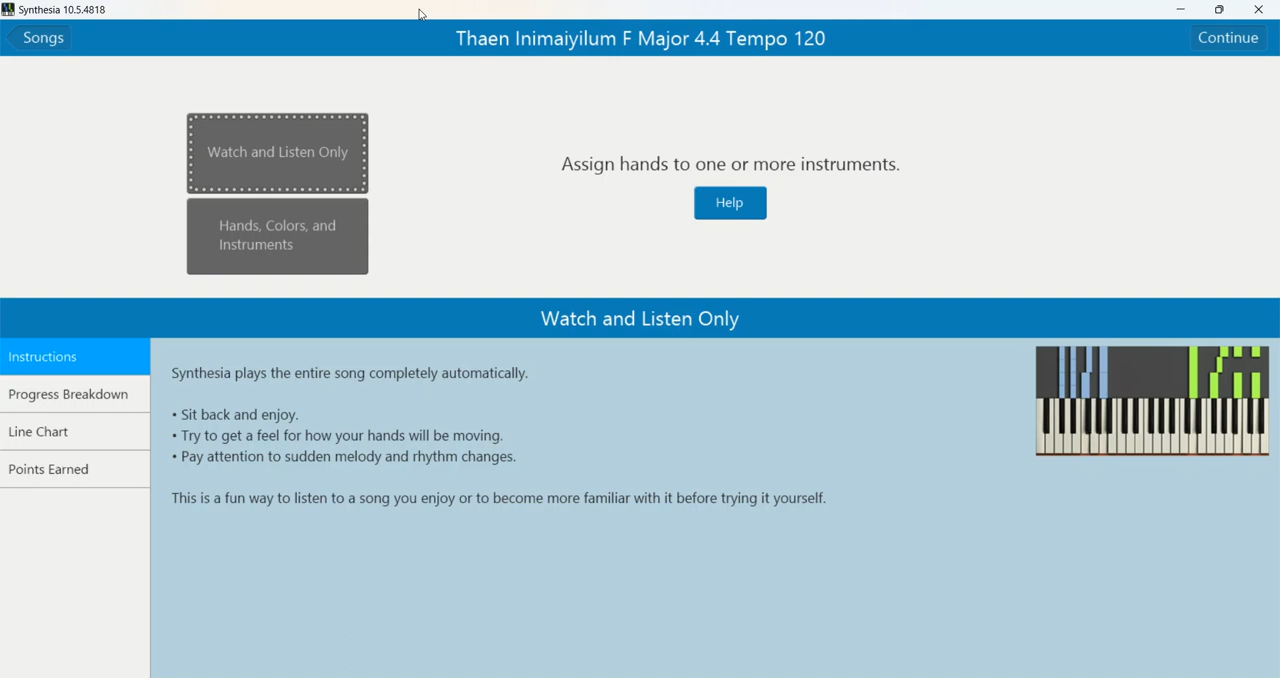 Synthesia 10.5.4818
Songs
Thaen Inimaiyilum F Major 4.4 Tempo 120
Continue
Watch and Listen Only
Hands, Colors, and
Instruments
Assign hands to one or more instruments.
Help
Watch and Listen Only
Instructions
Progress Breakdown
Line Chart
Points Earned
Synthesia plays the entire song completely automatically.
• Sit back and enjoy.
• Try to get a feel for how your hands will be moving.
• Pay attention to sudden melody and rhythm changes.
This is a fun way to listen to a song you enjoy or to become more familiar with it before trying it yourself.